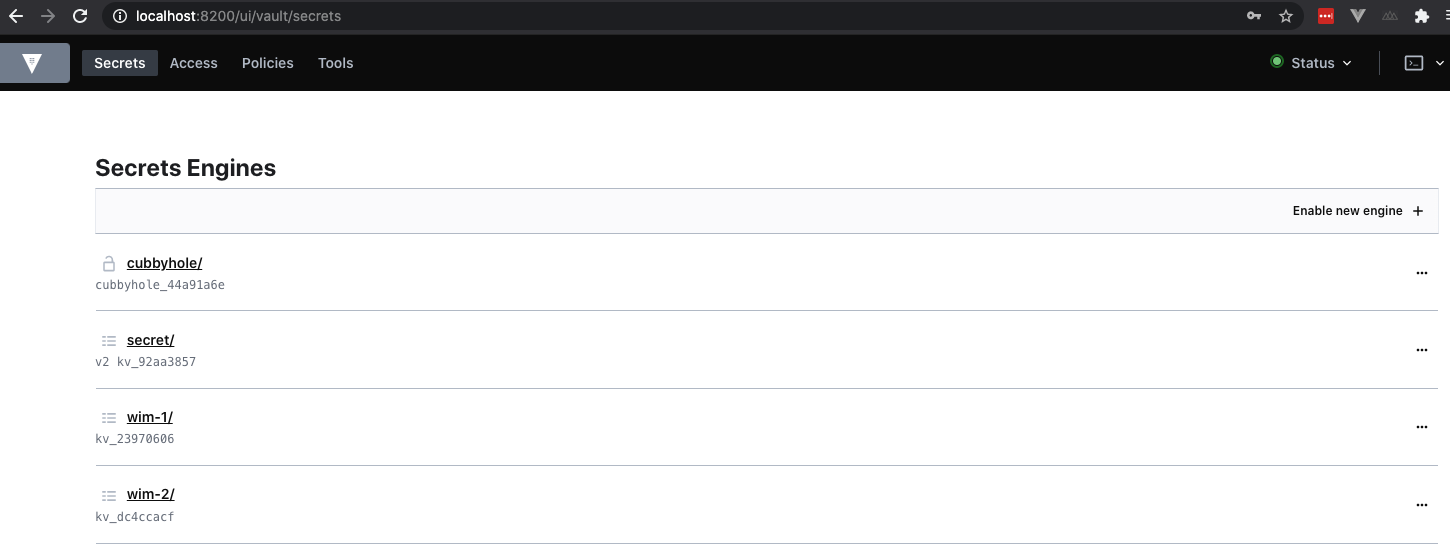 localhost:8200/ui/vault/secrets
Secrets Access Policies Tools Status
Secrets Engines
Enable new engine +
cubbyhole/
cubbyhole_44a91a6e
secret/
v2 kv_92aa3857
wim-1/
kv_23970606
wim-2/
kv_dc4ccacf